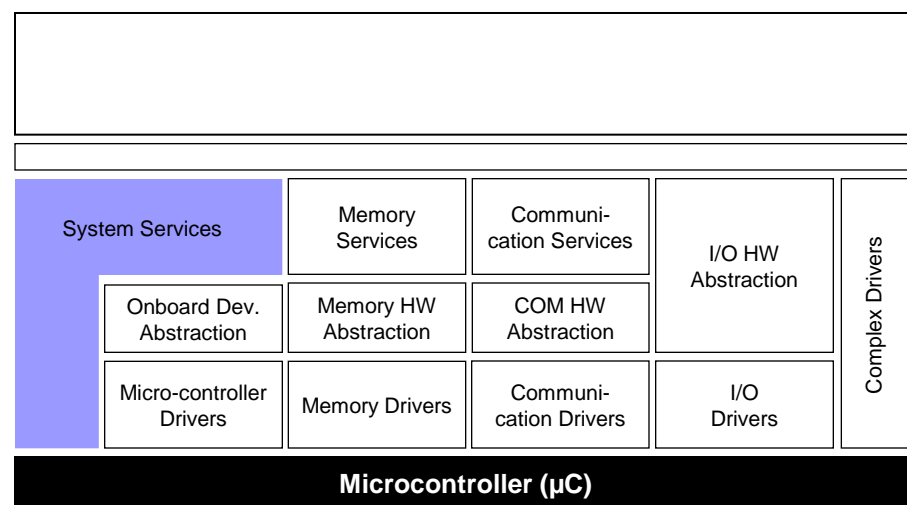 System Services
Memory
Services
Communi-
cation Services
I/O HW
Abstraction
Complex Drivers
Onboard Dev.
Abstraction
Memory HW
Abstraction
COM HW
Abstraction
Micro-controller
Drivers
Memory Drivers
Communi-
cation Drivers
I/O
Drivers
Microcontroller (µC)